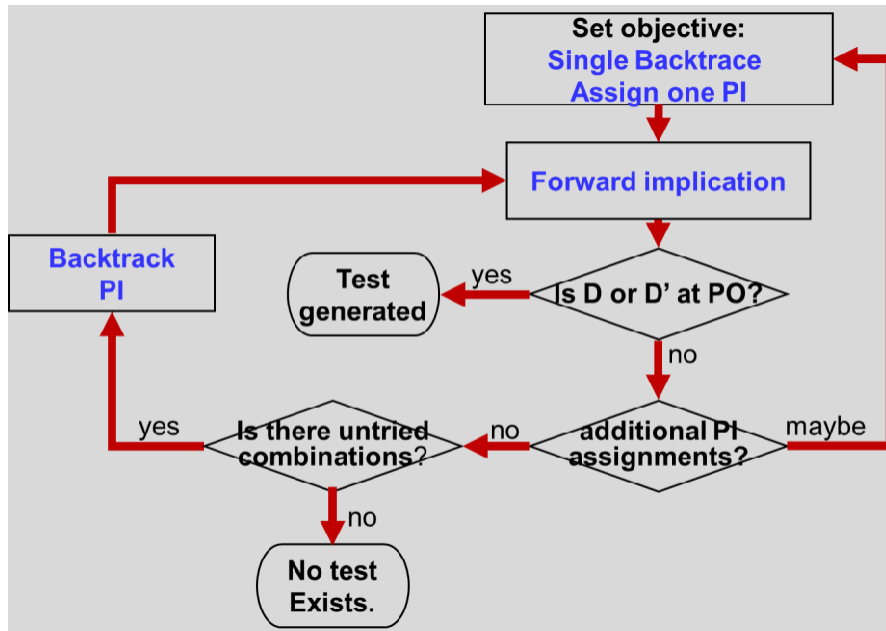 Set objective:
Single Backtrace
Assign one PI
Forward implication
Backtrack
PI
Test
generated
yes
Is D or D’ at PO?
no
yes
Is there untried
combinations?
no
additional PI
assignments?
maybe
no
No test
Exists.